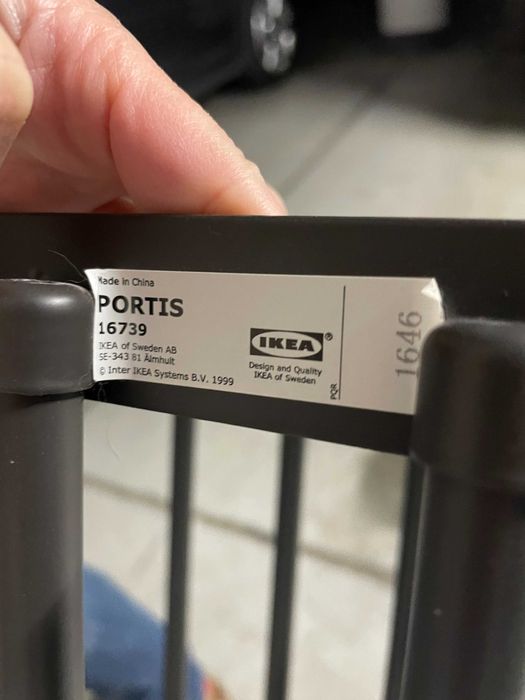 Made in China
PORTIS
16739
IKEA of Sweden AB
SE-343 81 Älmhult
© Inter IKEA Systems B.V. 1999
IKEA®
Design and Quality
IKEA of Sweden
PQR
1646